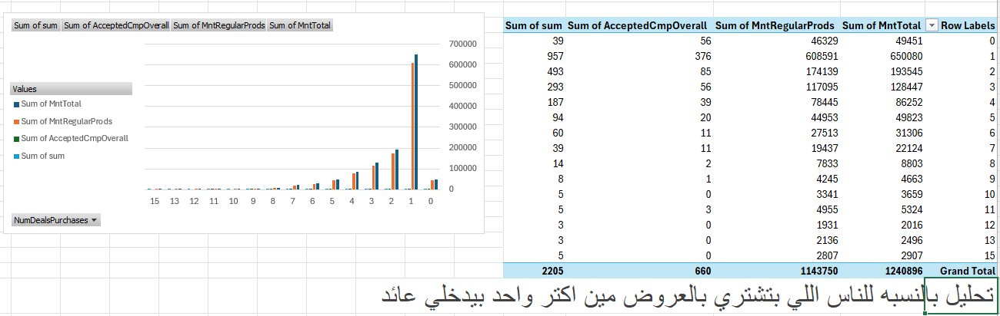 Sum of sum Sum of AcceptedCmpOverall Sum of MntRegularProds Sum of MntTotal
700000
600000
500000
400000
300000
200000
100000
0
Values
Sum of MntTotal
Sum of MntRegularProds
Sum of AcceptedCmpOverall
Sum of sum
15 13 12 11 10 9 8 7 6 5 4 3 2 1 0
NumDealsPurchases
Sum of sum Sum of AcceptedCmpOverall Sum of MntRegularProds Sum of MntTotal Row Labels
39 56 46329 49451 0
957 376 608591 650080 1
493 85 174139 193545 2
293 56 117095 128447 3
187 39 78445 86252 4
94 20 44953 49823 5
60 11 27513 31306 6
39 11 19437 22124 7
14 2 7833 8803 8
8 1 4245 4663 9
5 0 3341 3659 10
5 3 4955 5324 11
3 0 1931 2016 12
3 0 2136 2496 13
5 0 2807 2907 15
2205 660 1143750 1240896 Grand Total
تحليل بالنسبه للناس اللي بتشتري بالعروض مين اكتر واحد بيدخلي عائد